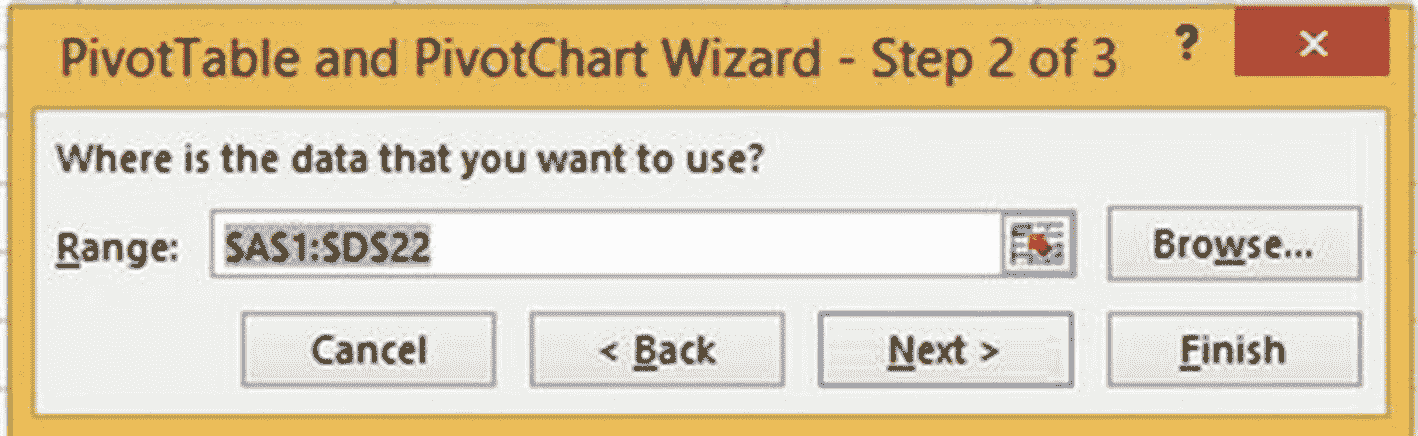 PivotTable and PivotChart Wizard - Step 2 of 3 ?
Where is the data that you want to use?
Range: $A$1:$D$22 Browse...
Cancel < Back Next > Finish